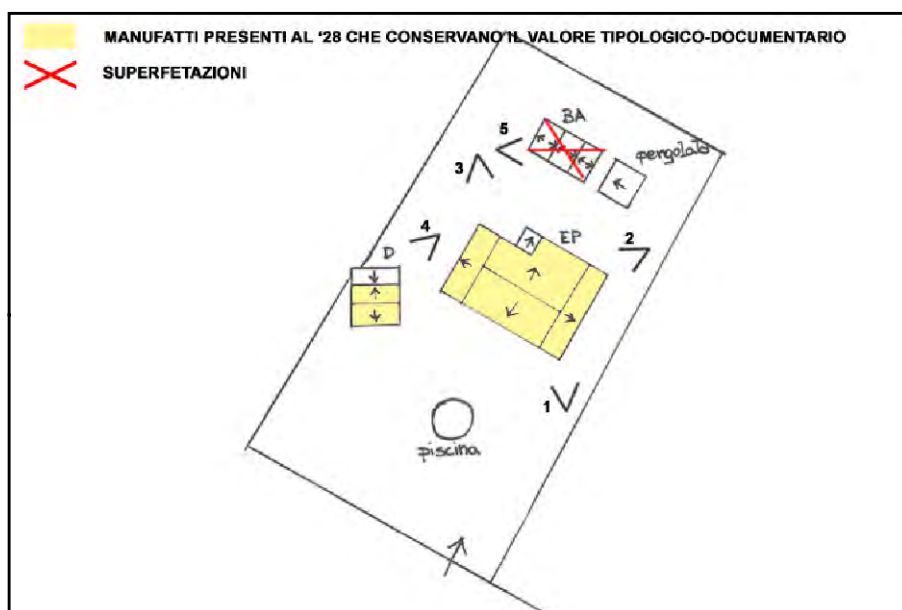 MANUFATTI PRESENTI AL '28 CHE CONSERVANO IL VALORE TIPOLOGICO-DOCUMENTARIO
SUPERFETAZIONI
BA
5
pergolato
3
4
EP
2
D
1
piscina